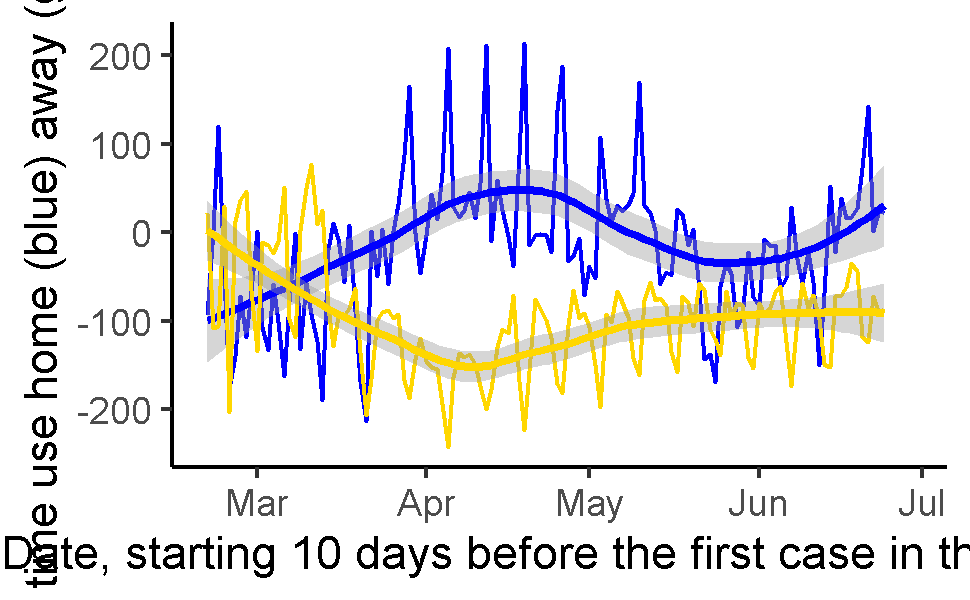 time use home (blue) away (
200
100
0
-100
-200
Mar Apr May Jun Jul
Date, starting 10 days before the first case in th